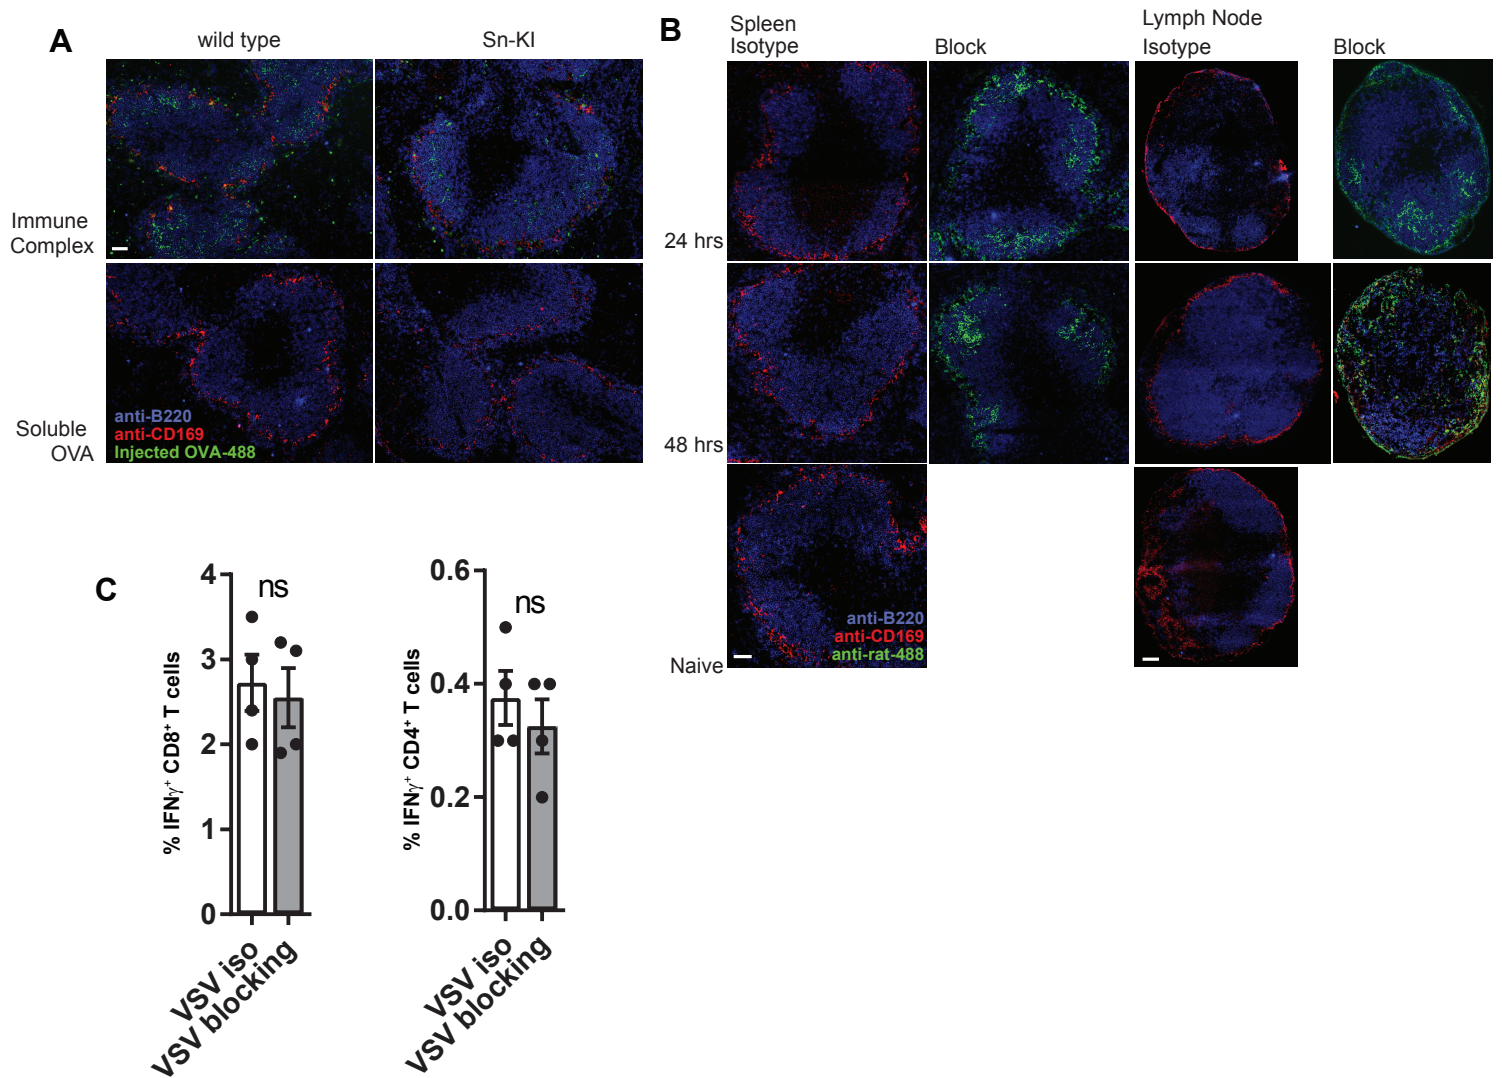 A
wild type
Sn-KI
Immune
Complex
Soluble
OVA
anti-B220
anti-CD169
Injected OVA-488
B
Spleen
Isotype
Block
Lymph Node
Isotype
Block
24 hrs
48 hrs
Naive
anti-B220
anti-CD169
anti-rat-488
C
4
3
2
1
0
% IFNγ⁺ CD8⁺ T cells
ns
VSV iso
VSV blocking
0.6
0.4
0.2
0.0
% IFNγ⁺ CD4⁺ T cells
ns
VSV iso
VSV blocking